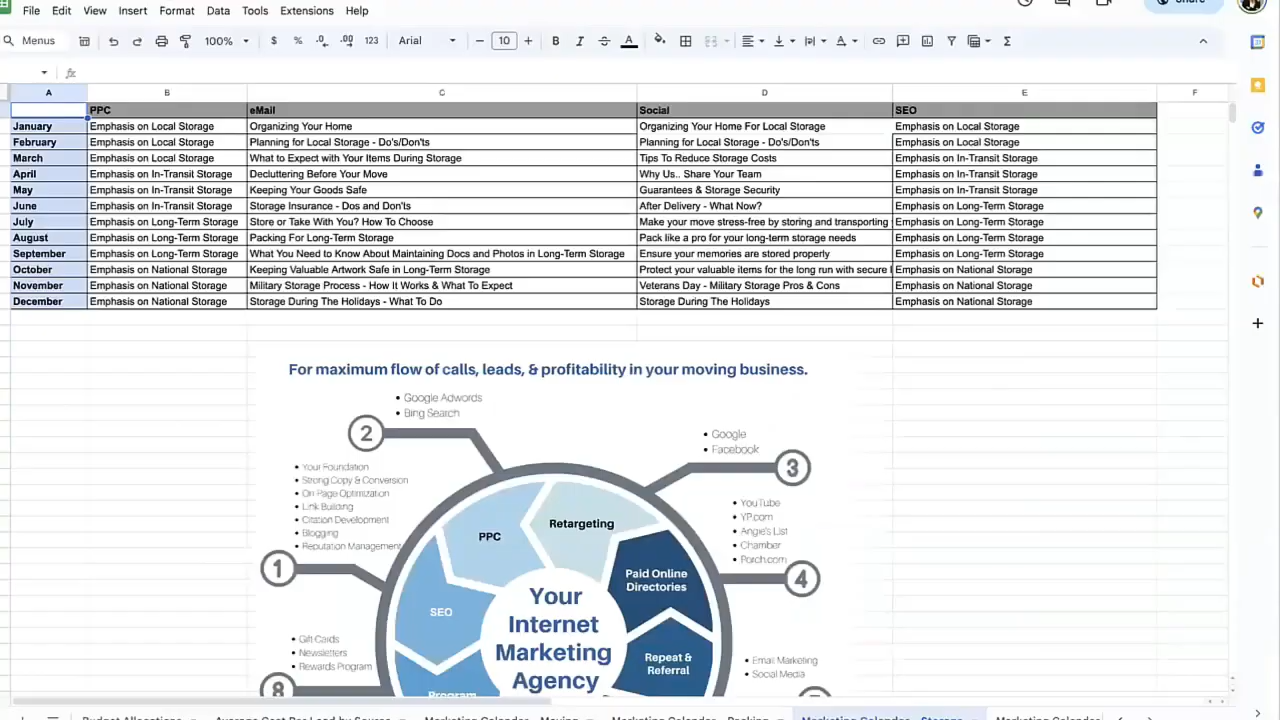 File Edit View Insert Format Data Tools Extensions Help
Share
Menus 100% $ % .0 .00 123 Arial 10 B I A
fx
A B C D E F
PPC eMail Social SEO
January Emphasis on Local Storage Organizing Your Home Organizing Your Home For Local Storage Emphasis on Local Storage
February Emphasis on Local Storage Planning for Local Storage - Do's/Don'ts Planning for Local Storage - Do's/Don'ts Emphasis on Local Storage
March Emphasis on Local Storage What to Expect with Your Items During Storage Tips To Reduce Storage Costs Emphasis on In-Transit Storage
April Emphasis on In-Transit Storage Decluttering Before Your Move Why Us.. Share Your Team Emphasis on In-Transit Storage
May Emphasis on In-Transit Storage Keeping Your Goods Safe Guarantees & Storage Security Emphasis on In-Transit Storage
June Emphasis on In-Transit Storage Storage Insurance - Dos and Don'ts After Delivery - What Now? Emphasis on Long-Term Storage
July Emphasis on Long-Term Storage Store or Take With You? How To Choose Make your move stress-free by storing and transporting Emphasis on Long-Term Storage
August Emphasis on Long-Term Storage Packing For Long-Term Storage Pack like a pro for your long-term storage needs Emphasis on Long-Term Storage
September Emphasis on Long-Term Storage What You Need to Know About Maintaining Docs and Photos in Long-Term Storage Ensure your memories are stored properly Emphasis on Long-Term Storage
October Emphasis on National Storage Keeping Valuable Artwork Safe in Long-Term Storage Protect your valuable items for the long run with secure Emphasis on National Storage
November Emphasis on National Storage Military Storage Process - How It Works & What To Expect Veterans Day - Military Storage Pros & Cons Emphasis on National Storage
December Emphasis on National Storage Storage During The Holidays - What To Do Storage During The Holidays Emphasis on National Storage
For maximum flow of calls, leads, & profitability in your moving business.
• Google Adwords
• Bing Search
2
• Google
• Facebook
3
• Your Foundation
• Strong Copy & Conversion
• On Page Optimization
• Link Building
• Citation Development
• Blogging
• Reputation Management
1
• YouTube
• YP.com
• Angie's List
• Chamber
• Porch.com
4
PPC
Retargeting
Paid Online
Directories
SEO
Your
Internet
Marketing
Agency
Repeat &
Referral
Program
• Gift Cards
• Newsletters
• Rewards Program
8
• Email Marketing
• Social Media
Budget Allocations Average Cost Per Lead by Source Marketing Calendar - Moving Marketing Calendar - Packing Marketing Calendar - Storage Marketing Calendar